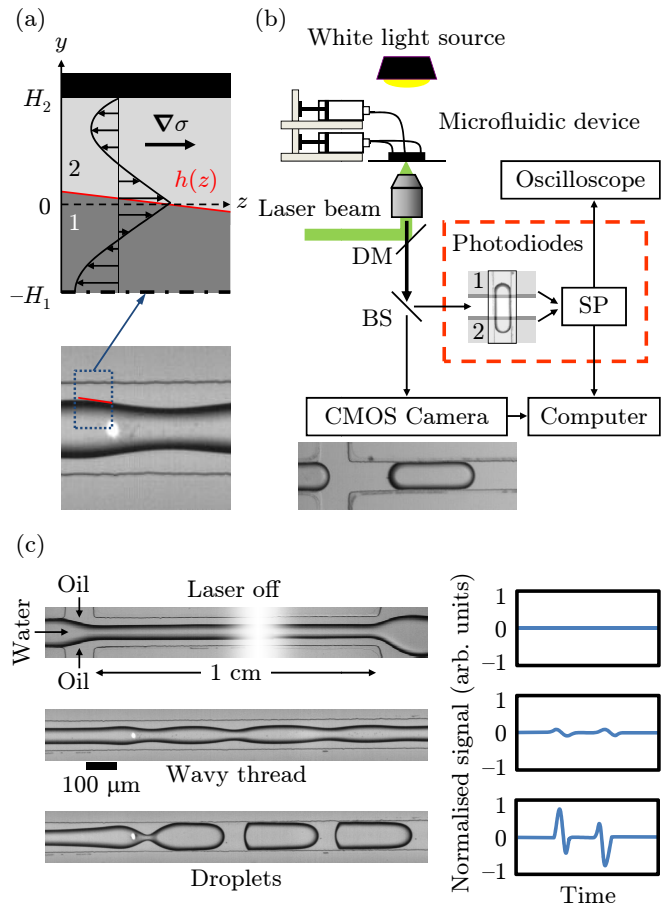 (a)
y
H₂
∇σ
2
h(z)
0
z
1
−H₁
(b)
White light source
Microfluidic device
Oscilloscope
Laser beam
Photodiodes
DM
1
SP
BS
2
CMOS Camera
Computer
(c)
Oil
Laser off
Water
Oil
1 cm
Wavy thread
100 μm
Droplets
Normalised signal (arb. units)
1
0
−1
1
0
−1
1
0
−1
Time